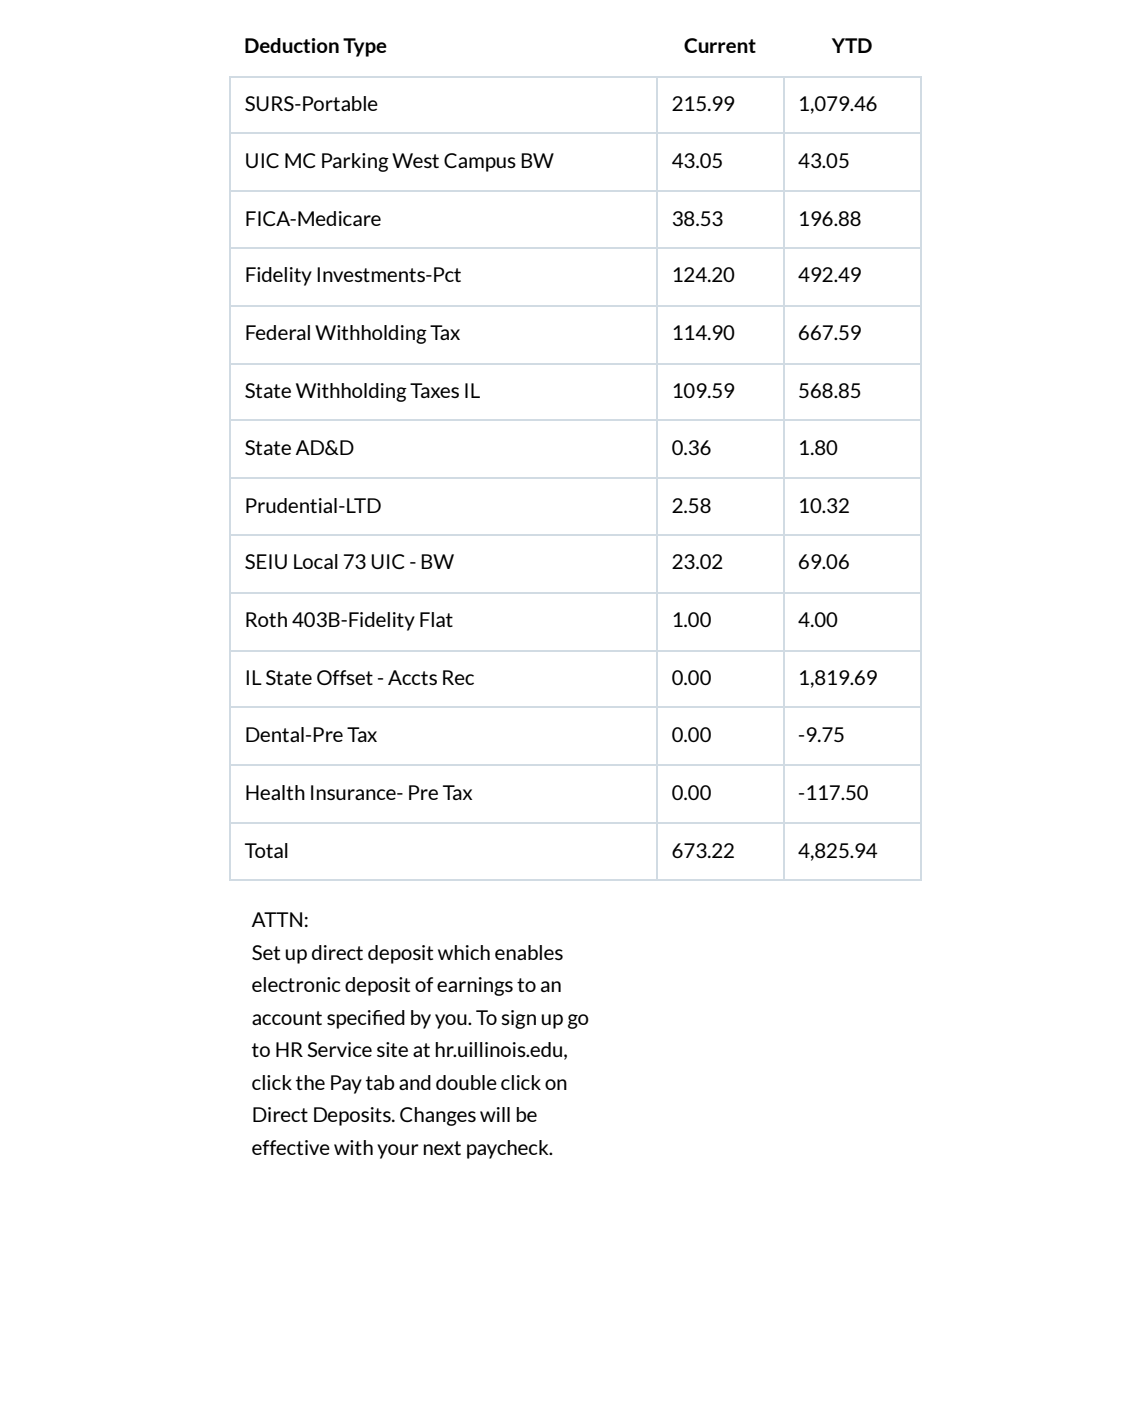 Deduction Type Current YTD
SURS-Portable 215.99 1,079.46
UIC MC Parking West Campus BW 43.05 43.05
FICA-Medicare 38.53 196.88
Fidelity Investments-Pct 124.20 492.49
Federal Withholding Tax 114.90 667.59
State Withholding Taxes IL 109.59 568.85
State AD&D 0.36 1.80
Prudential-LTD 2.58 10.32
SEIU Local 73 UIC - BW 23.02 69.06
Roth 403B-Fidelity Flat 1.00 4.00
IL State Offset - Accts Rec 0.00 1,819.69
Dental-Pre Tax 0.00 -9.75
Health Insurance- Pre Tax 0.00 -117.50
Total 673.22 4,825.94
ATTN:
Set up direct deposit which enables
electronic deposit of earnings to an
account specified by you. To sign up go
to HR Service site at hr.uillinois.edu,
click the Pay tab and double click on
Direct Deposits. Changes will be
effective with your next paycheck.